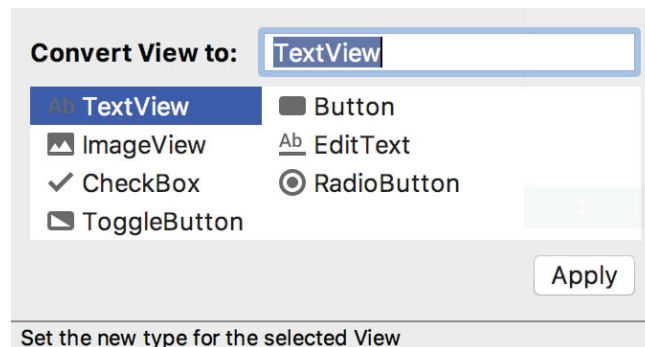 Convert View to: TextView
Ab TextView
Button
ImageView
Ab EditText
CheckBox
RadioButton
ToggleButton
Apply
Set the new type for the selected View